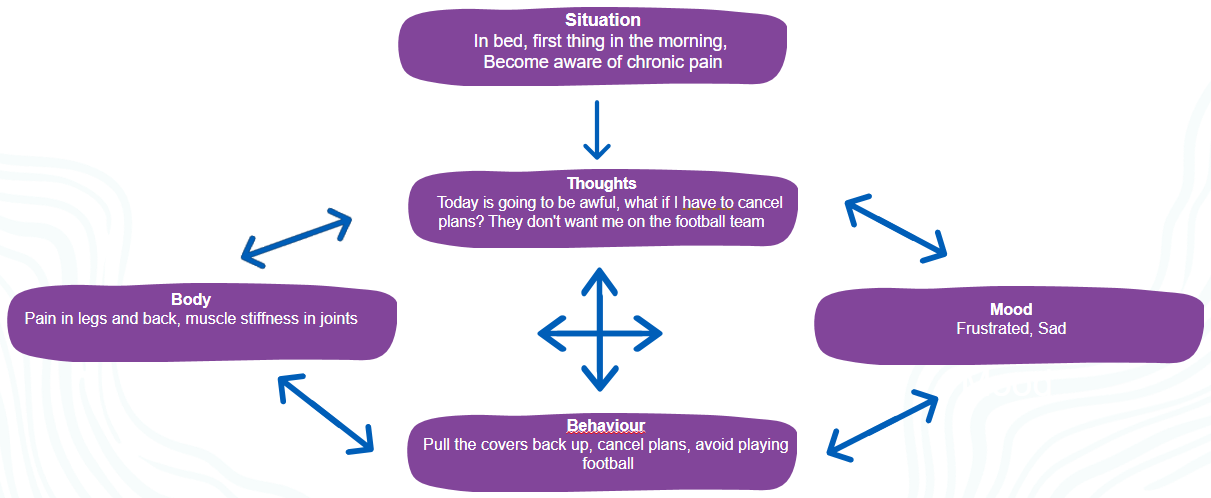 Situation
In bed, first thing in the morning,
Become aware of chronic pain
Thoughts
Today is going to be awful, what if I have to cancel
plans? They don't want me on the football team
Body
Pain in legs and back, muscle stiffness in joints
Mood
Frustrated, Sad
Behaviour
Pull the covers back up, cancel plans, avoid playing
football